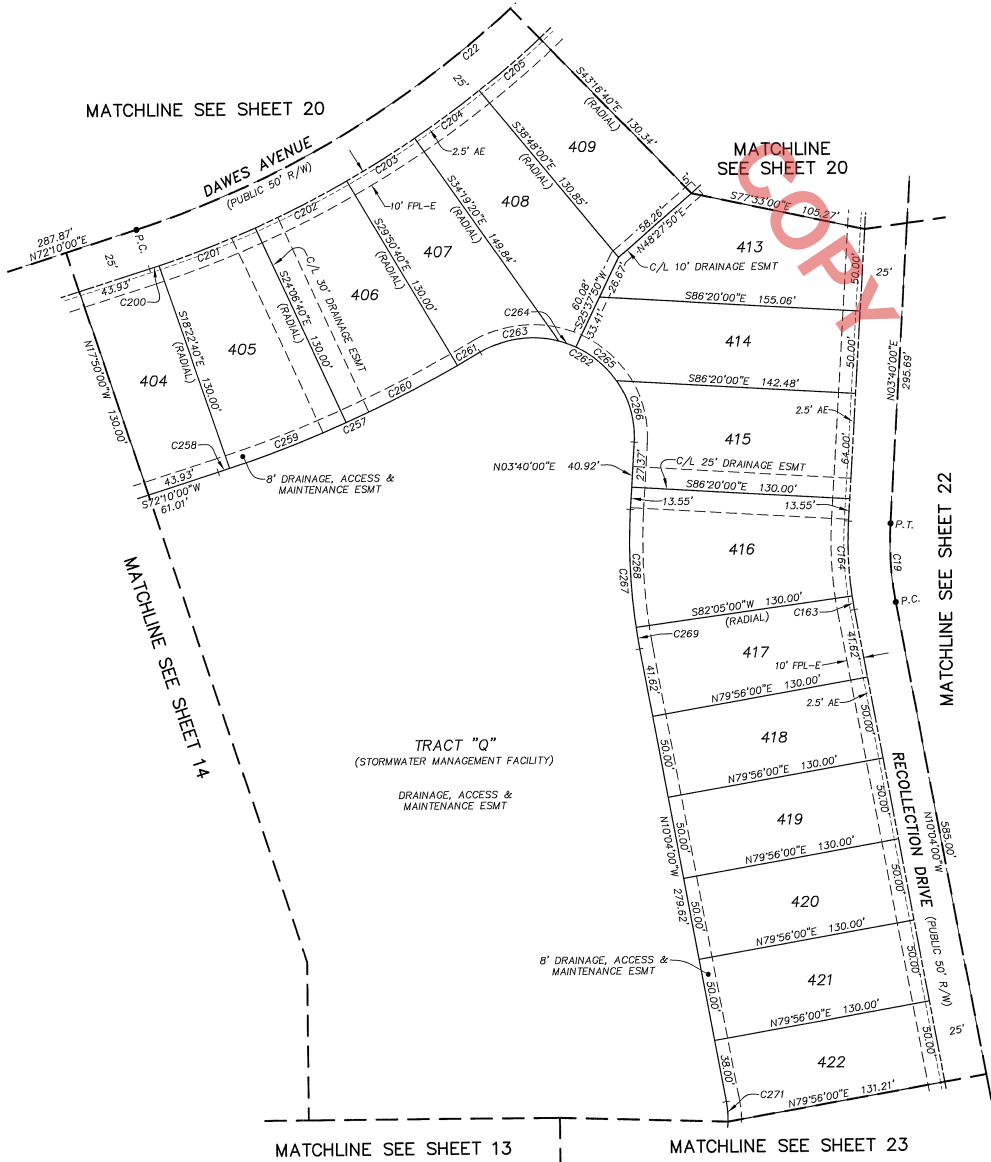 C22
MATCHLINE SEE SHEET 20
25'
C205
S43°16'40"E 130.34'
(RADIAL)
DAWES AVENUE
(PUBLIC 50' R/W)
C204
2.5' AE
409
MATCHLINE
SEE SHEET 20
COPY
C203
S38°48'00"E 130.85'
(RADIAL)
408
10' FPL-E
5'
S77°33'00"E 105.27'
287.87'
N72°10'00"E
P.C.
25'
C202
S34°19'20"E 149.84'
(RADIAL)
407
58.26'
N48°27'50"E
413
50.00'
25'
C201
S29°50'40"E 130.00'
(RADIAL)
C/L 10' DRAINAGE ESMT
43.93'
C200
C/L 30' DRAINAGE ESMT
406
60.08'
S25°37'50"W
26.67'
33.41'
S86°20'00"E 155.06'
S24°06'40"E 130.00'
(RADIAL)
C264
C263
C262
414
50.00'
N03°40'00"E
295.69'
N17°50'00"W 130.00'
S18°22'40"E 130.00'
(RADIAL)
405
C261
C265
S86°20'00"E 142.48'
404
C260
C266
2.5' AE
C257
415
64.00'
C258
C259
N03°40'00"E 40.92'
27.37'
C/L 25' DRAINAGE ESMT
43.93'
8' DRAINAGE, ACCESS &
MAINTENANCE ESMT
S86°20'00"E 130.00'
S72°10'00"W
61.01'
13.55'
13.55'
MATCHLINE SEE SHEET 22
P.T.
416
C268
C267
C164
C19
MATCHLINE SEE SHEET 14
S82°05'00"W 130.00'
(RADIAL)
C163
P.C.
C269
417
41.62'
41.62'
10' FPL-E
N79°56'00"E 130.00'
2.5' AE
50.00'
TRACT "Q"
(STORMWATER MANAGEMENT FACILITY)
418
50.00'
DRAINAGE, ACCESS &
MAINTENANCE ESMT
N79°56'00"E 130.00'
50.00'
RECOLLECTION DRIVE
(PUBLIC 50' R/W)
419
50.00'
N10°04'00"W 279.62'
585.00'
N10°04'00"W
N79°56'00"E 130.00'
50.00'
420
50.00'
N79°56'00"E 130.00'
50.00'
8' DRAINAGE, ACCESS &
MAINTENANCE ESMT
421
50.00'
N79°56'00"E 130.00'
50.00'
25'
422
38.00'
C271
N79°56'00"E 131.21'
MATCHLINE SEE SHEET 13
MATCHLINE SEE SHEET 23